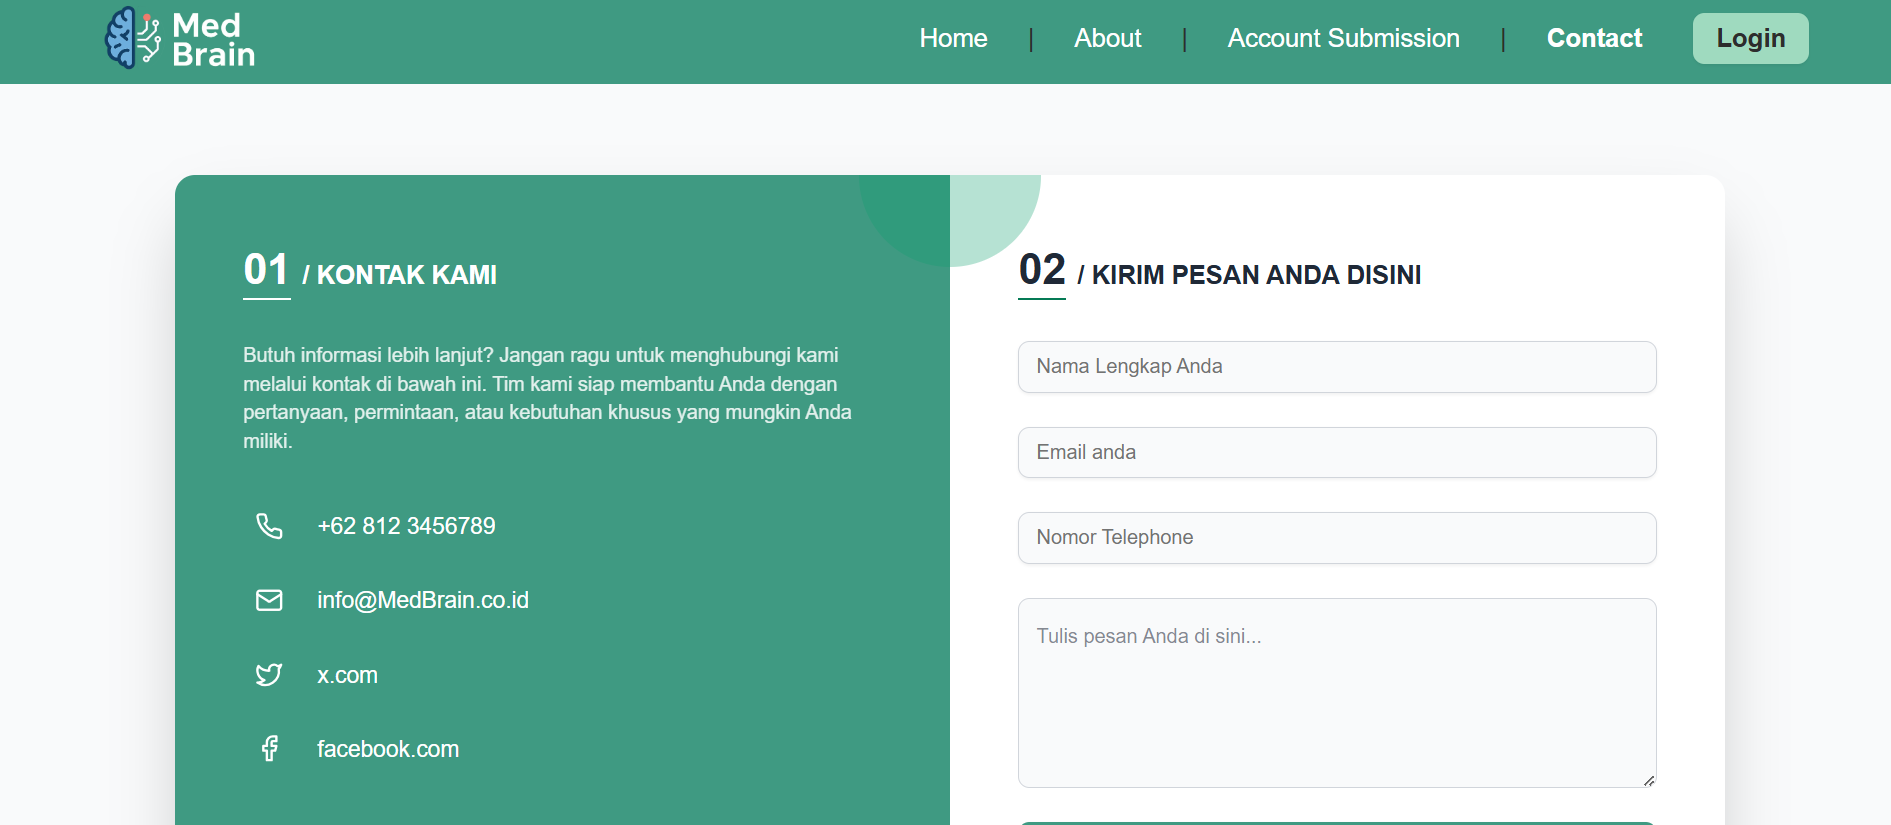 Med
Brain
Home | About | Account Submission | Contact Login
01 / KONTAK KAMI
Butuh informasi lebih lanjut? Jangan ragu untuk menghubungi kami
melalui kontak di bawah ini. Tim kami siap membantu Anda dengan
pertanyaan, permintaan, atau kebutuhan khusus yang mungkin Anda
miliki.
+62 812 3456789
info@MedBrain.co.id
x.com
facebook.com
02 / KIRIM PESAN ANDA DISINI
Nama Lengkap Anda
Email anda
Nomor Telephone
Tulis pesan Anda di sini...